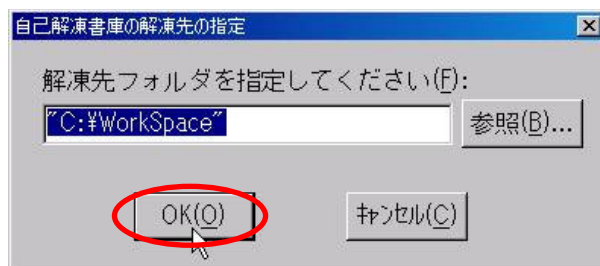 自己解凍書庫の解凍先の指定
解凍先フォルダを指定してください(F):
"C:¥WorkSpace"
参照(B)...
OK(O)
ｷｬﾝｾﾙ(C)